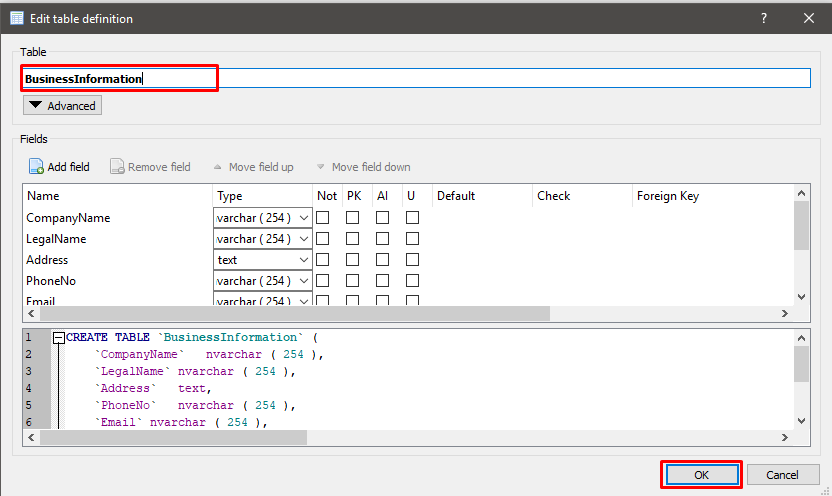 Edit table definition ?
Table
BusinessInformation
Advanced
Fields
Add field Remove field Move field up Move field down
Name Type Not PK AI U Default Check Foreign Key
CompanyName varchar ( 254 )
LegalName varchar ( 254 )
Address text
PhoneNo varchar ( 254 )
Email varchar ( 254 )
1 CREATE TABLE `BusinessInformation` (
2 `CompanyName` nvarchar ( 254 ),
3 `LegalName` nvarchar ( 254 ),
4 `Address` text,
5 `PhoneNo` nvarchar ( 254 ),
6 `Email` nvarchar ( 254 ),
OK Cancel